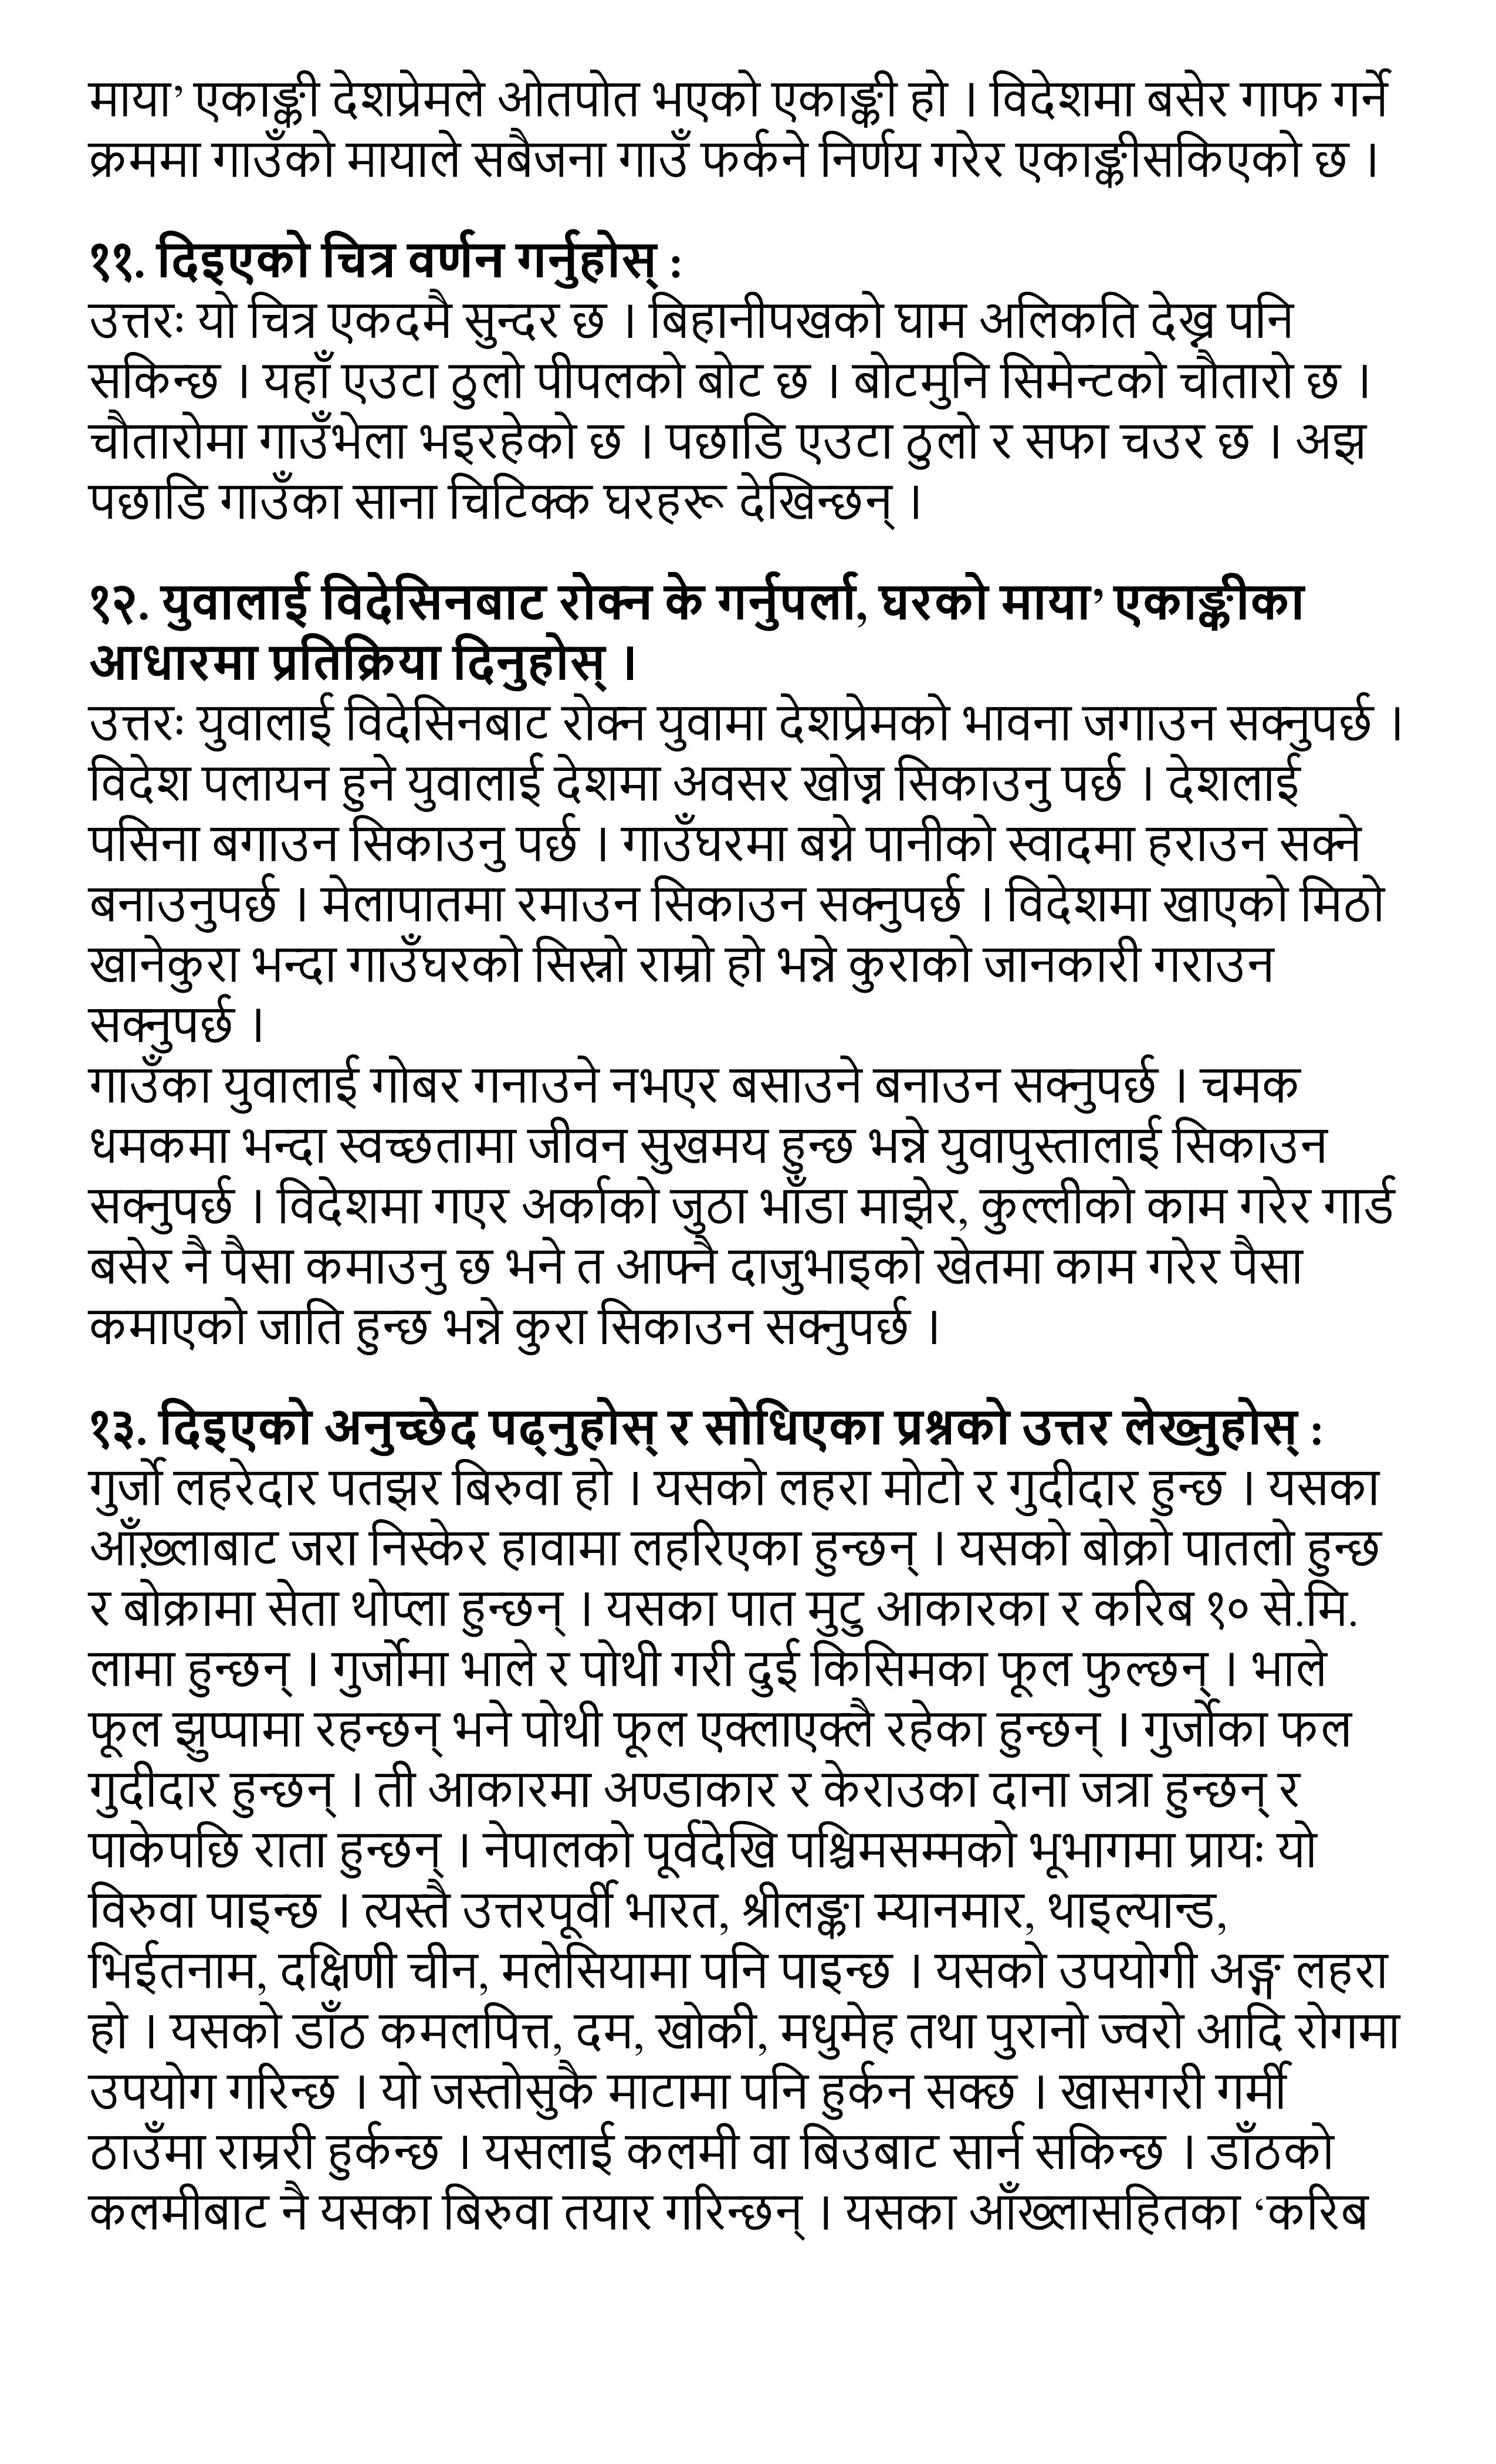 माया’ एकाङ्की देशप्रेमले ओतपोत भएको एकाङ्की हो । विदेशमा बसेर गाफ गर्ने
क्रममा गाउँको मायाले सबैजना गाउँ फर्कने निर्णय गरेर एकाङ्कीसकिएको छ ।
११. दिइएको चित्र वर्णन गर्नुहोस् :
उत्तरः यो चित्र एकदमै सुन्दर छ । बिहानीपखको घाम अलिकति देख्न पनि
सकिन्छ । यहाँ एउटा ठुलो पीपलको बोट छ । बोटमुनि सिमेन्टको चौतारो छ ।
चौतारोमा गाउँभेला भइरहेको छ । पछाडि एउटा ठुलो र सफा चउर छ । अझ
पछाडि गाउँका साना चिटिक्क घरहरू देखिन्छन् ।
१२. युवालाई विदेसिनबाट रोक्न के गर्नुपर्ला, घरको माया’ एकाङ्कीका
आधारमा प्रतिक्रिया दिनुहोस् ।
उत्तरः युवालाई विदेसिनबाट रोक्न युवामा देशप्रेमको भावना जगाउन सक्नुपर्छ ।
विदेश पलायन हुने युवालाई देशमा अवसर खोज्न सिकाउनु पर्छ । देशलाई
पसिना बगाउन सिकाउनु पर्छ । गाउँघरमा बग्ने पानीको स्वादमा हराउन सक्ने
बनाउनुपर्छ । मेलापातमा रमाउन सिकाउन सक्नुपर्छ । विदेशमा खाएको मिठो
खानेकुरा भन्दा गाउँघरको सिस्नो राम्रो हो भन्ने कुराको जानकारी गराउन
सक्नुपर्छ ।
गाउँका युवालाई गोबर गनाउने नभएर बसाउने बनाउन सक्नुपर्छ । चमक
धमकमा भन्दा स्वच्छतामा जीवन सुखमय हुन्छ भन्ने युवापुस्तालाई सिकाउन
सक्नुपर्छ । विदेशमा गएर अर्काको जुठा भाँडा माझेर, कुल्लीको काम गरेर गार्ड
बसेर नै पैसा कमाउनु छ भने त आफ्नै दाजुभाइको खेतमा काम गरेर पैसा
कमाएको जाति हुन्छ भन्ने कुरा सिकाउन सक्नुपर्छ ।
१३. दिइएको अनुच्छेद पढ्नुहोस् र सोधिएका प्रश्नको उत्तर लेख्नुहोस् :
गुर्जो लहरेदार पतझर बिरुवा हो । यसको लहरा मोटो र गुदीदार हुन्छ । यसका
आँख़्लाबाट जरा निस्केर हावामा लहरिएका हुन्छन् । यसको बोक्रो पातलो हुन्छ
र बोक्रामा सेता थोप्ला हुन्छन् । यसका पात मुटु आकारका र करिब १० से.मि.
लामा हुन्छन् । गुर्जोमा भाले र पोथी गरी दुई किसिमका फूल फुल्छन् । भाले
फूल झुप्पामा रहन्छन् भने पोथी फूल एक्लाएक्लै रहेका हुन्छन् । गुर्जोका फल
गुदीदार हुन्छन् । ती आकारमा अण्डाकार र केराउका दाना जत्रा हुन्छन् र
पाकेपछि राता हुन्छन् । नेपालको पूर्वदेखि पश्चिमसम्मको भूभागमा प्रायः यो
विरुवा पाइन्छ । त्यस्तै उत्तरपूर्वी भारत, श्रीलङ्का म्यानमार, थाइल्यान्ड,
भिईतनाम, दक्षिणी चीन, मलेसियामा पनि पाइन्छ । यसको उपयोगी अङ्ग लहरा
हो । यसको डाँठ कमलपित्त, दम, खोकी, मधुमेह तथा पुरानो ज्वरो आदि रोगमा
उपयोग गरिन्छ । यो जस्तोसुकै माटामा पनि हुर्कन सक्छ । खासगरी गर्मी
ठाउँमा राम्ररी हुर्कन्छ । यसलाई कलमी वा बिउबाट सार्न सकिन्छ । डाँठको
कलमीबाट नै यसका बिरुवा तयार गरिन्छन् । यसका आँख्लासहितका ‘करिब